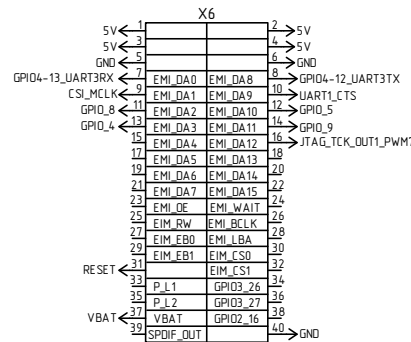 X6
5V 1 2 5V
5V 3 4 5V
GND 5 6 GND
GPIO4-13_UART3RX 7 EMI_DA0 EMI_DA8 8 GPIO4-12_UART3TX
CSI_MCLK 9 EMI_DA1 EMI_DA9 10 UART1_CTS
GPIO_8 11 EMI_DA2 EMI_DA10 12 GPIO_5
GPIO_4 13 EMI_DA3 EMI_DA11 14 GPIO_9
15 EMI_DA4 EMI_DA12 16 JTAG_TCK_OUT1_PWM1
17 EMI_DA5 EMI_DA13 18
19 EMI_DA6 EMI_DA14 20
21 EMI_DA7 EMI_DA15 22
23 EMI_OE EMI_WAIT 24
25 EIM_RW EMI_BCLK 26
27 EIM_EB0 EMI_LBA 28
29 EIM_EB1 EIM_CS0 30
RESET 31 EIM_CS1 32
33 P_L1 GPIO3_26 34
35 P_L2 GPIO3_27 36
VBAT 37 VBAT GPIO2_16 38
39 SPDIF_OUT 40 GND